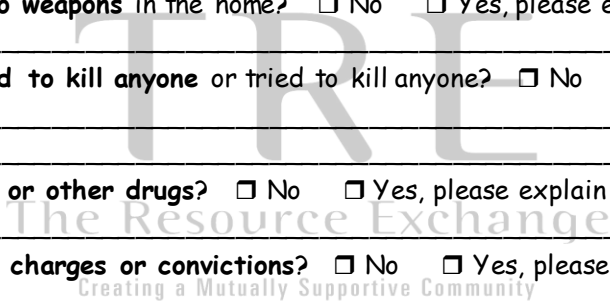 o weapons in the home? ❒ No ❒ Yes, please e
d to kill anyone or tried to kill anyone? ❒ No
TRE
or other drugs? ❒ No ❒ Yes, please explain
The Resource Exchange
charges or convictions? ❒ No ❒ Yes, please
Creating a Mutually Supportive Community